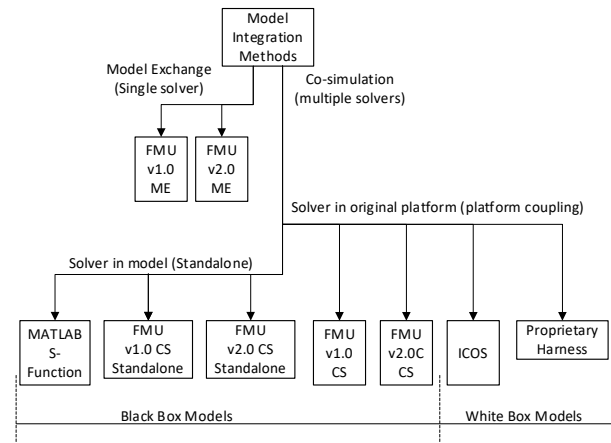 Model
Integration
Methods
Model Exchange
(Single solver)
Co-simulation
(multiple solvers)
FMU
v1.0
ME
FMU
v2.0
ME
Solver in original platform (platform coupling)
Solver in model (Standalone)
MATLAB
S-
Function
FMU
v1.0 CS
Standalone
FMU
v2.0 CS
Standalone
FMU
v1.0
CS
FMU
v2.0C
CS
ICOS
Proprietary
Harness
Black Box Models
White Box Models